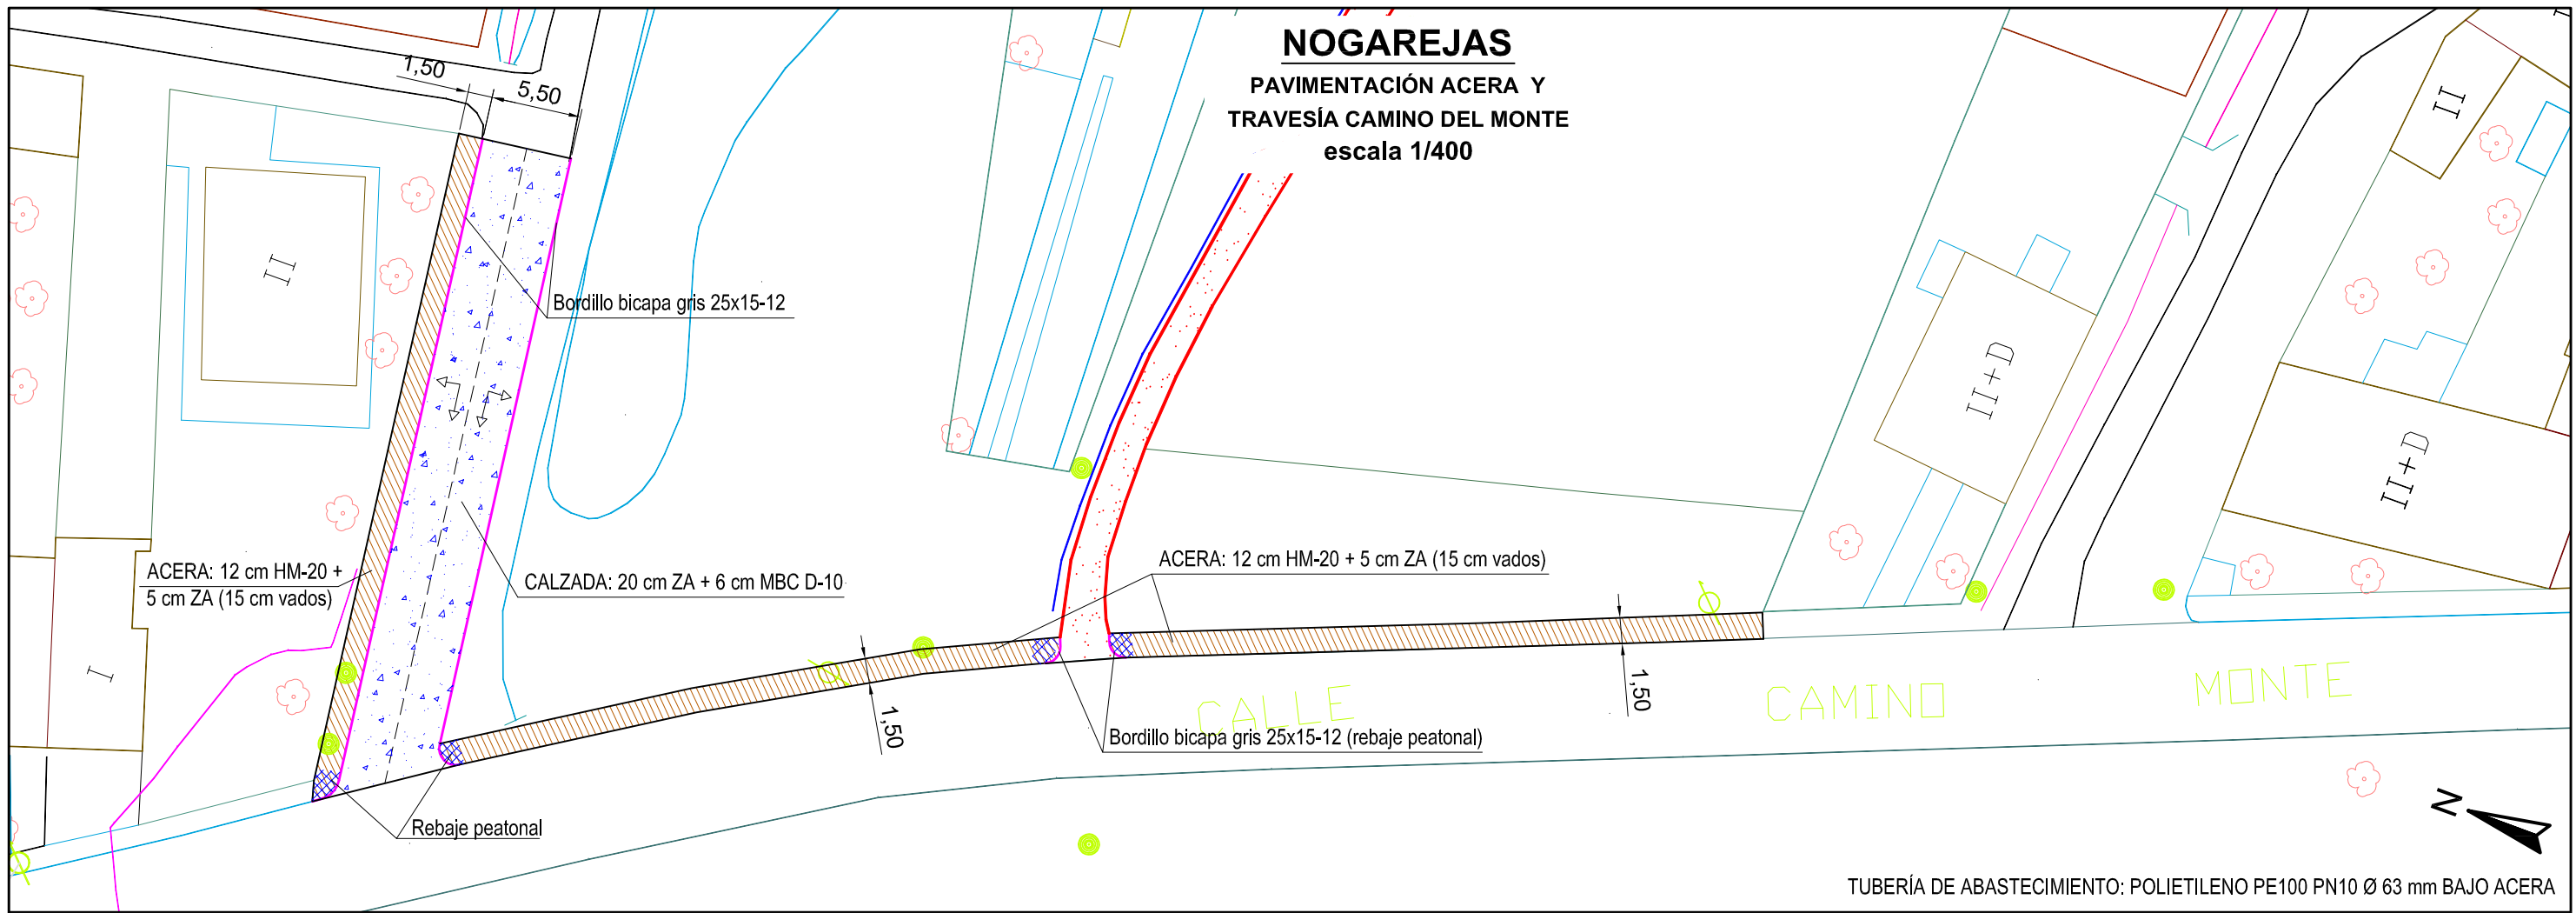 NOGAREJAS
PAVIMENTACIÓN ACERA Y
TRAVESÍA CAMINO DEL MONTE
escala 1/400
1,50
5,50
II
II
Bordillo bicapa gris 25x15-12
II+D
II+D
ACERA: 12 cm HM-20 +
5 cm ZA (15 cm vados)
CALZADA: 20 cm ZA + 6 cm MBC D-10
ACERA: 12 cm HM-20 + 5 cm ZA (15 cm vados)
I
1,50
1,50
CALLE
CAMINO
MONTE
Bordillo bicapa gris 25x15-12 (rebaje peatonal)
Rebaje peatonal
N
TUBERÍA DE ABASTECIMIENTO: POLIETILENO PE100 PN10 Ø 63 mm BAJO ACERA